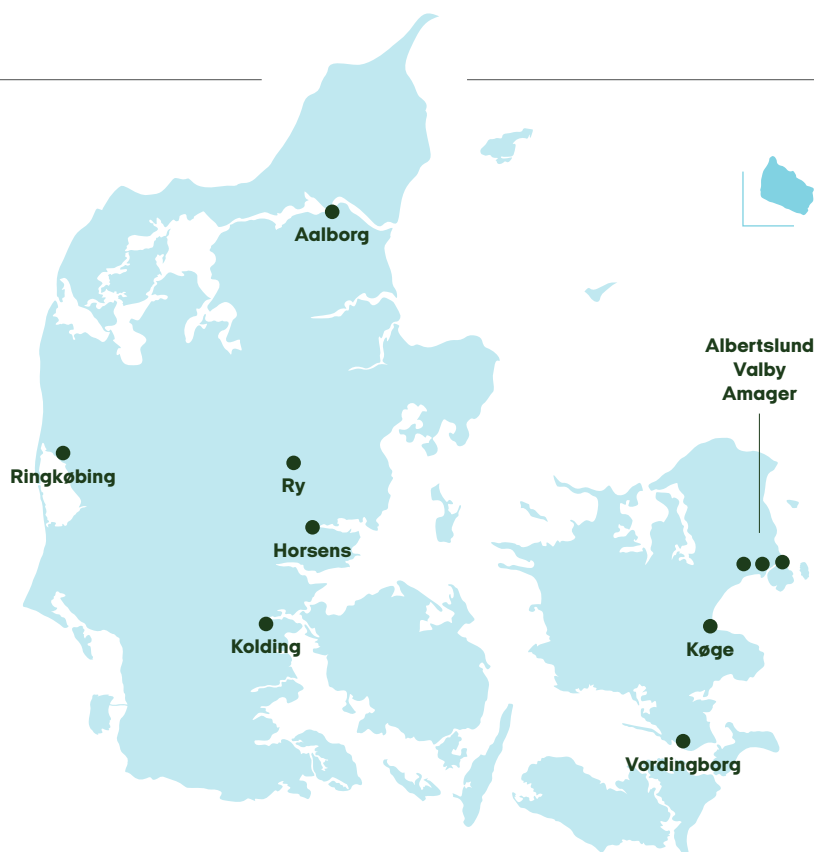 Aalborg
Albertslund
Valby
Amager
Ringkøbing
Ry
Horsens
Kolding
Køge
Vordingborg